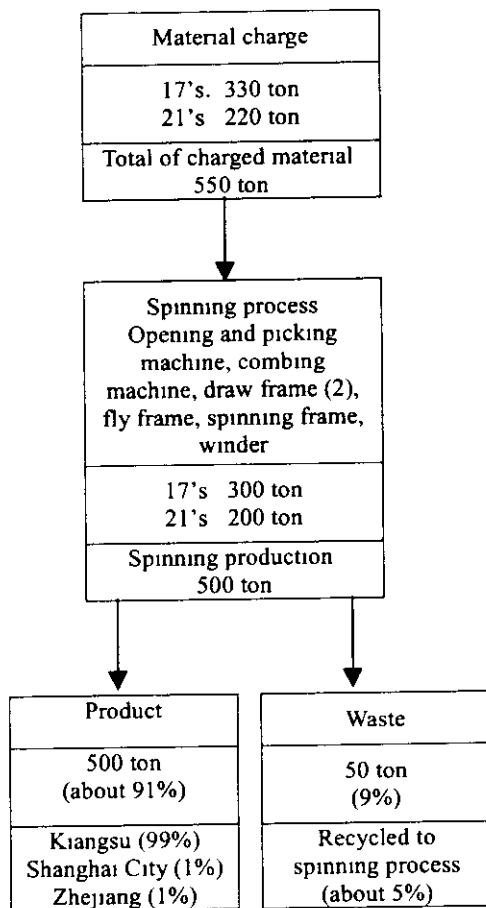 Material charge
17's. 330 ton
21's 220 ton
Total of charged material
550 ton
Spinning process
Opening and picking
machine, combing
machine, draw frame (2),
fly frame, spinning frame,
winder
17's 300 ton
21's 200 ton
Spinning production
500 ton
Product
500 ton
(about 91%)
Kiangsu (99%)
Shanghai City (1%)
Zhejiang (1%)
Waste
50 ton
(9%)
Recycled to
spinning process
(about 5%)